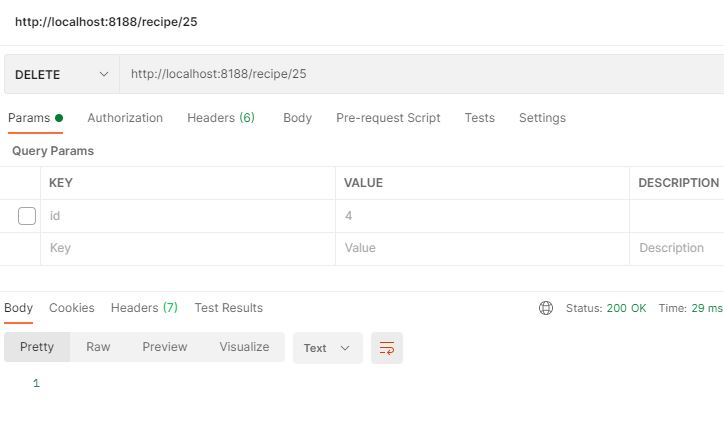 http://localhost:8188/recipe/25
DELETE http://localhost:8188/recipe/25
Params Authorization Headers (6) Body Pre-request Script Tests Settings
Query Params
KEY VALUE DESCRIPTION
id 4
Key Value Description
Body Cookies Headers (7) Test Results Status: 200 OK Time: 29 ms
Pretty Raw Preview Visualize Text
1